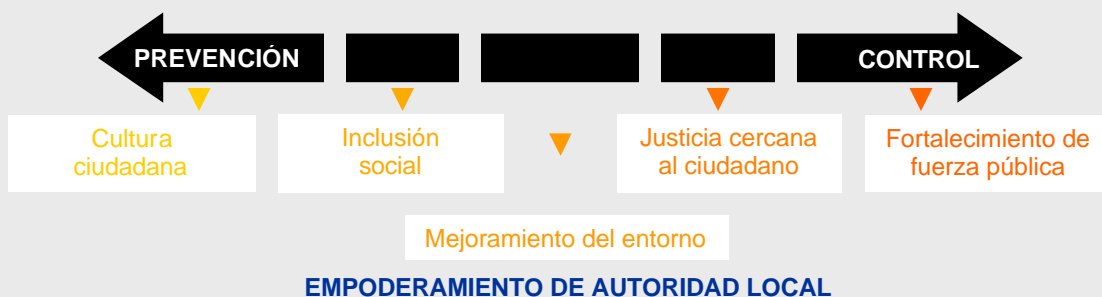 PREVENCIÓN
CONTROL
Cultura
ciudadana
Inclusión
social
Justicia cercana
al ciudadano
Fortalecimiento de
fuerza pública
Mejoramiento del entorno
EMPODERAMIENTO DE AUTORIDAD LOCAL